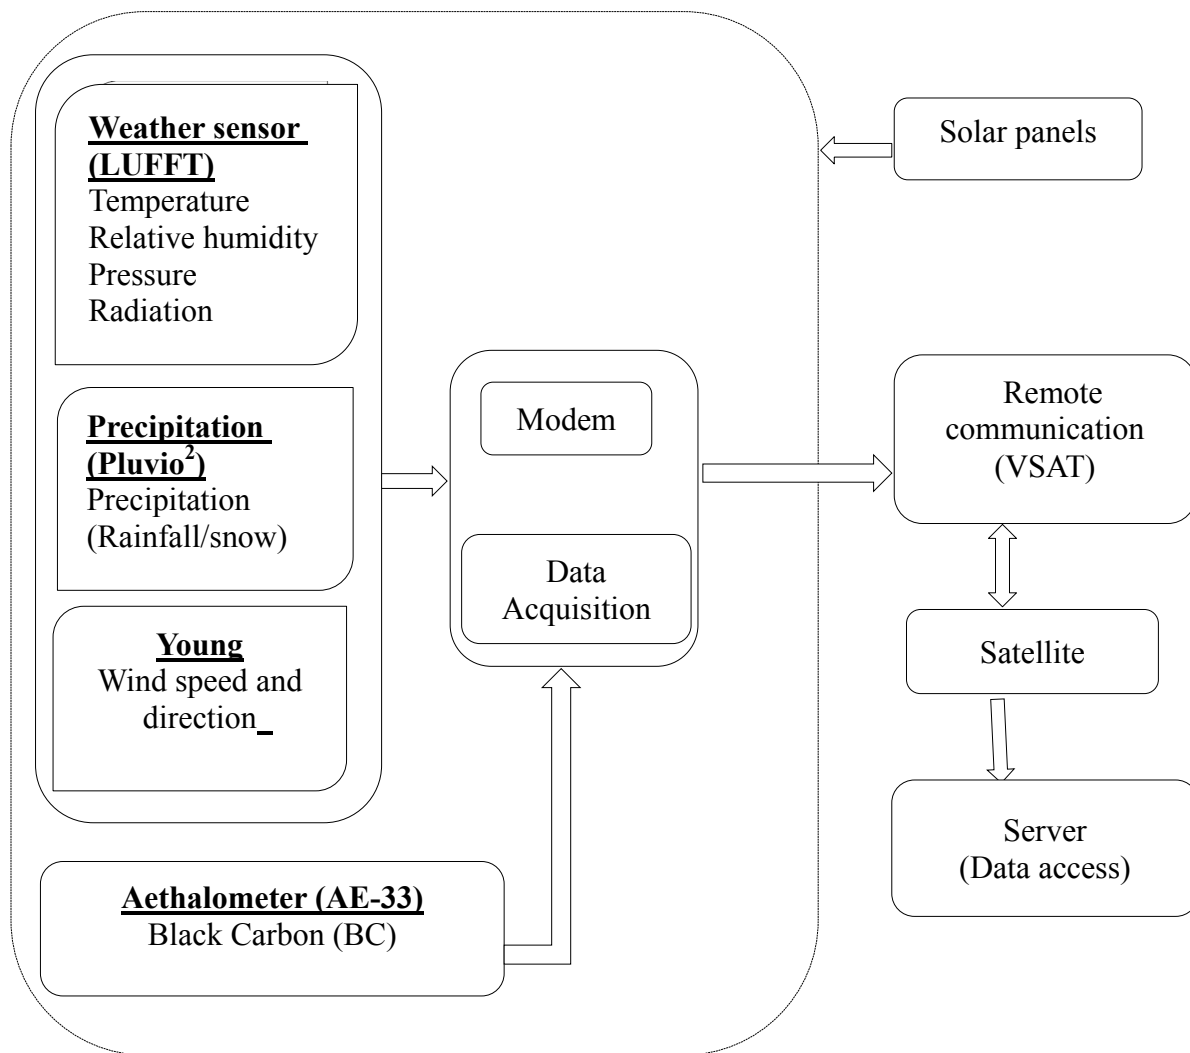 Weather sensor
(LUFFT)
Temperature
Relative humidity
Pressure
Radiation
Precipitation
(Pluvio²)
Precipitation
(Rainfall/snow)
Young
Wind speed and
direction
Aethalometer (AE-33)
Black Carbon (BC)
Modem
Data
Acquisition
Solar panels
Remote
communication
(VSAT)
Satellite
Server
(Data access)